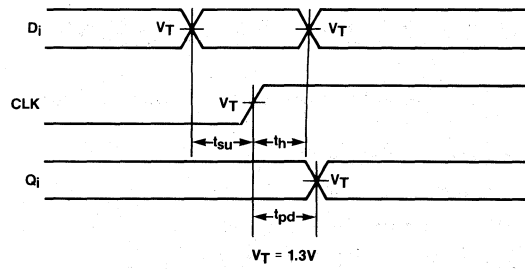 Di
VT
VT
CLK
VT
tsu
th
Qi
VT
tpd
VT = 1.3V